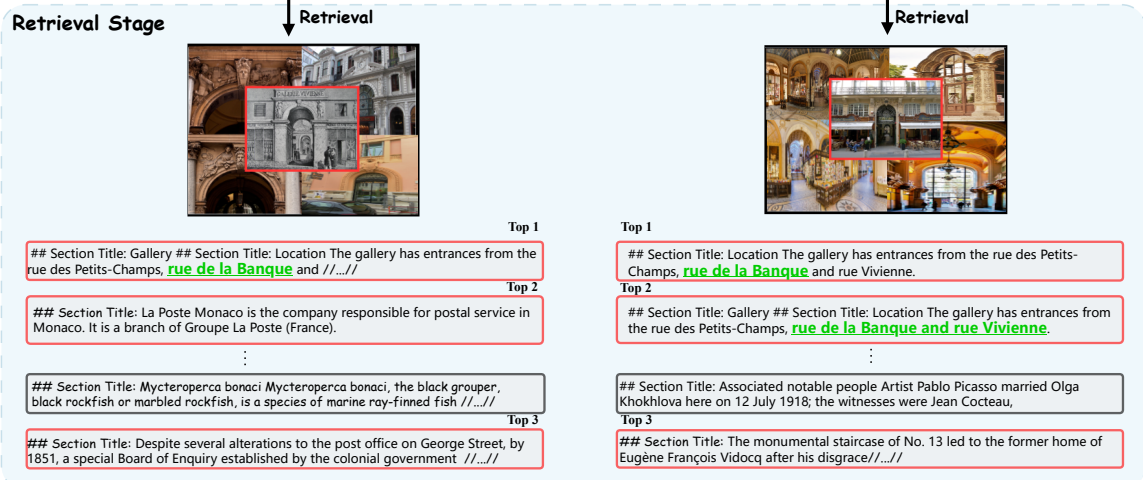 Retrieval Stage
Retrieval
GALERIE VIVIENNE
Top 1
## Section Title: Gallery ## Section Title: Location The gallery has entrances from the
rue des Petits-Champs, rue de la Banque and //...//
Top 2
## Section Title: La Poste Monaco is the company responsible for postal service in
Monaco. It is a branch of Groupe La Poste (France).
⋮
## Section Title: Mycteroperca bonaci Mycteroperca bonaci, the black grouper,
black rockfish or marbled rockfish, is a species of marine ray-finned fish //...//
Top 3
## Section Title: Despite several alterations to the post office on George Street, by
1851, a special Board of Enquiry established by the colonial government //...//
Retrieval
Top 1
## Section Title: Location The gallery has entrances from the rue des Petits-
Champs, rue de la Banque and rue Vivienne.
Top 2
## Section Title: Gallery ## Section Title: Location The gallery has entrances from
the rue des Petits-Champs, rue de la Banque and rue Vivienne.
⋮
## Section Title: Associated notable people Artist Pablo Picasso married Olga
Khokhlova here on 12 July 1918; the witnesses were Jean Cocteau,
Top 3
## Section Title: The monumental staircase of No. 13 led to the former home of
Eugène François Vidocq after his disgrace//...//